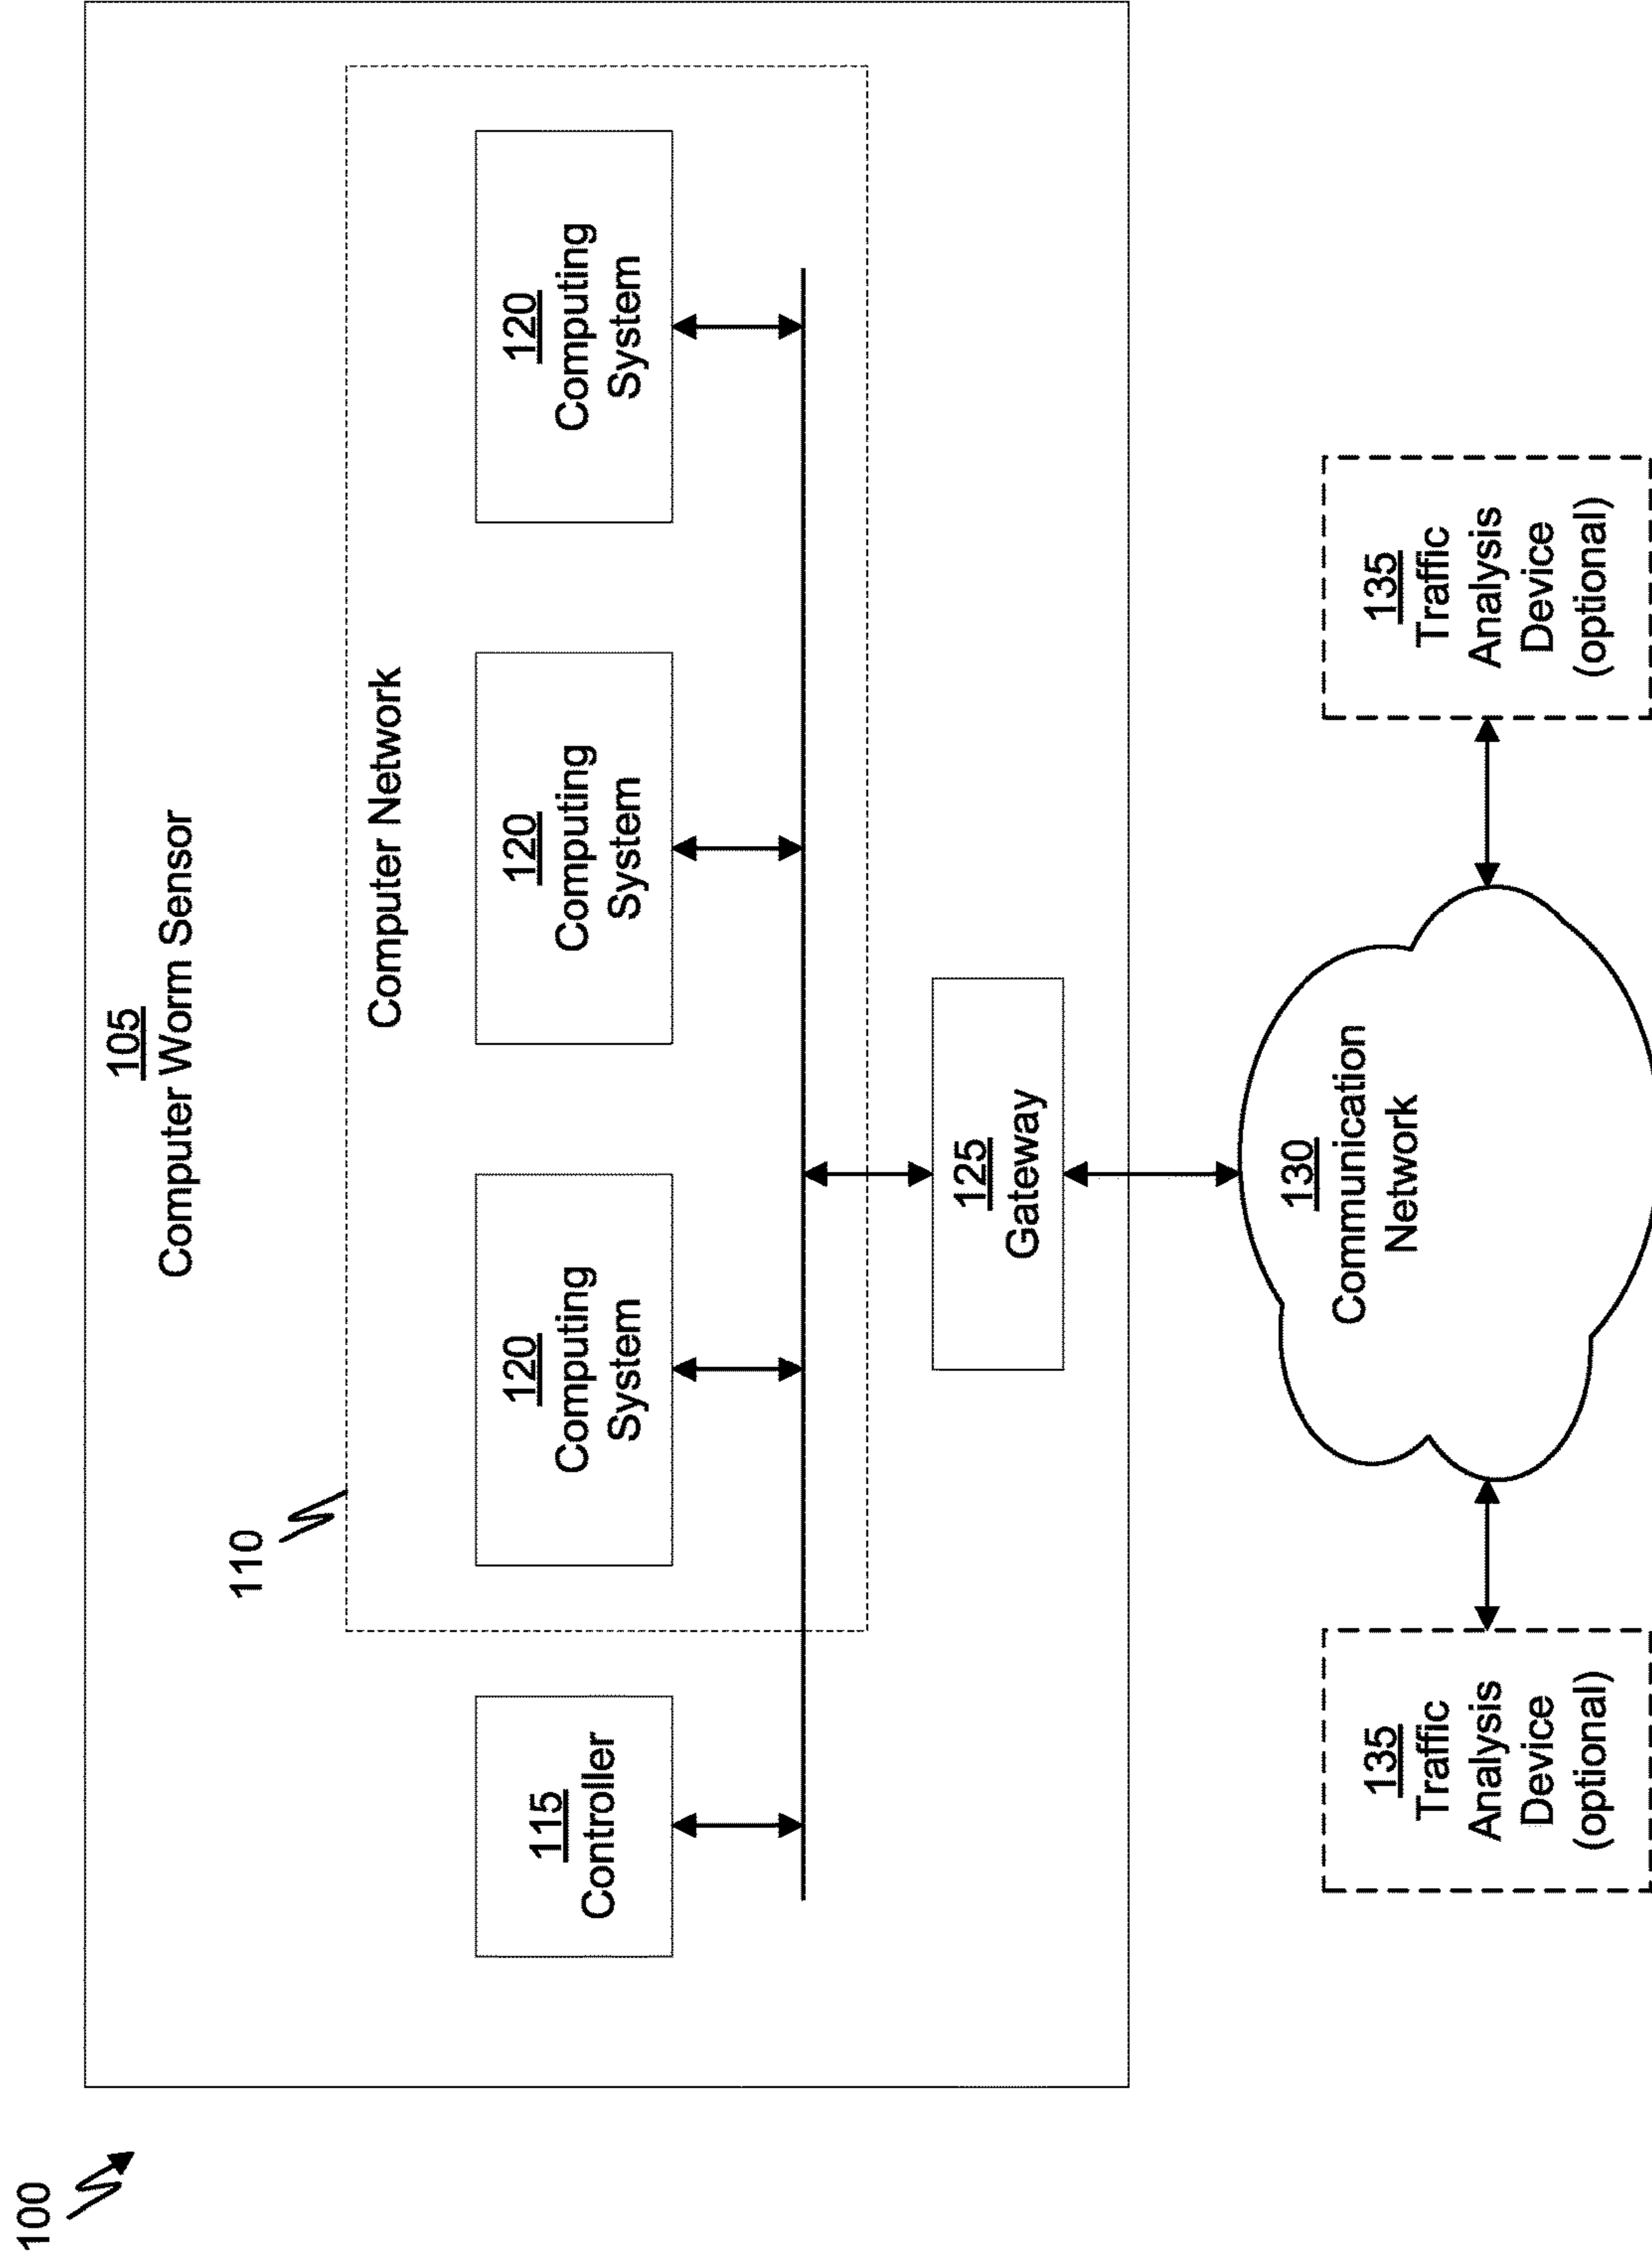 100
105
Computer Worm Sensor
110
Computer Network
115
Controller
120
Computing
System
120
Computing
System
120
Computing
System
125
Gateway
130
Communication
Network
135
Traffic
Analysis
Device
(optional)
135
Traffic
Analysis
Device
(optional)